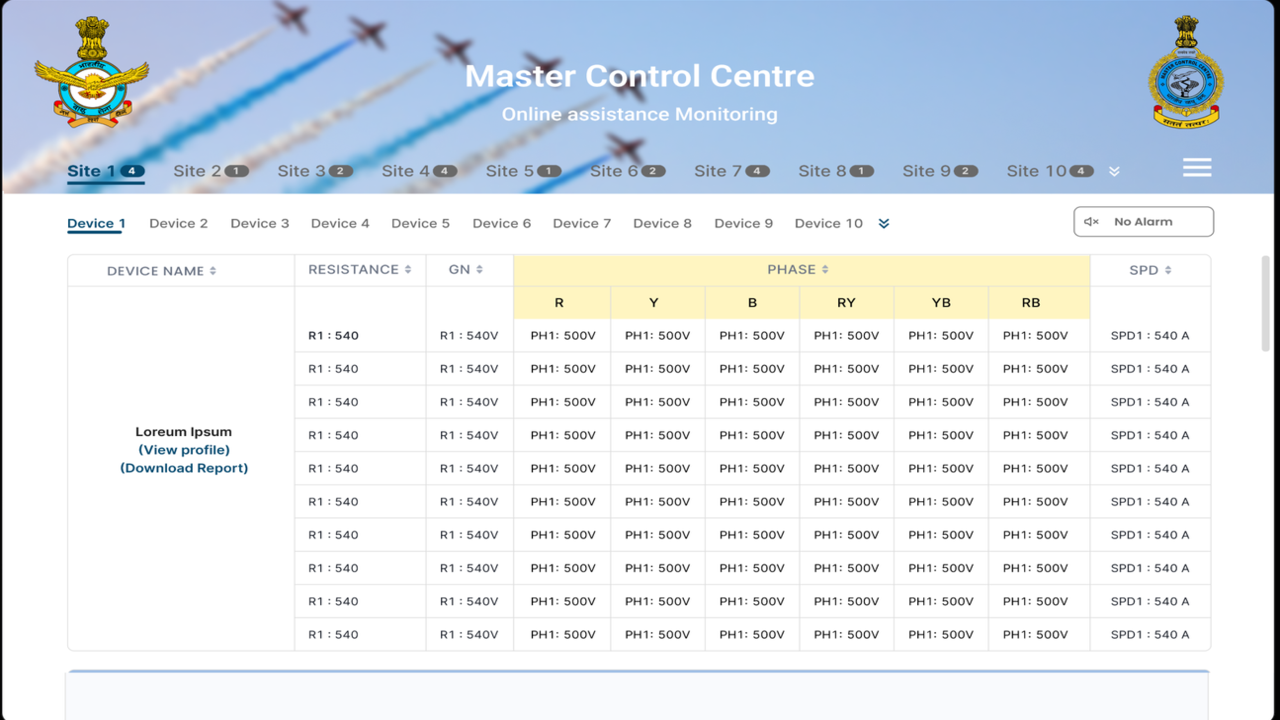 Master Control Centre
Online assistance Monitoring
MASTER CONTROL CENTRE
Site 1 4 Site 2 1 Site 3 2 Site 4 4 Site 5 1 Site 6 2 Site 7 4 Site 8 1 Site 9 2 Site 10 4
Device 1 Device 2 Device 3 Device 4 Device 5 Device 6 Device 7 Device 8 Device 9 Device 10 No Alarm
DEVICE NAME RESISTANCE GN PHASE SPD
R Y B RY YB RB
R1 : 540 R1 : 540V PH1: 500V PH1: 500V PH1: 500V PH1: 500V PH1: 500V PH1: 500V SPD1 : 540 A
R1 : 540 R1 : 540V PH1: 500V PH1: 500V PH1: 500V PH1: 500V PH1: 500V PH1: 500V SPD1 : 540 A
R1 : 540 R1 : 540V PH1: 500V PH1: 500V PH1: 500V PH1: 500V PH1: 500V PH1: 500V SPD1 : 540 A
Loreum Ipsum
(View profile)
(Download Report)
R1 : 540 R1 : 540V PH1: 500V PH1: 500V PH1: 500V PH1: 500V PH1: 500V PH1: 500V SPD1 : 540 A
R1 : 540 R1 : 540V PH1: 500V PH1: 500V PH1: 500V PH1: 500V PH1: 500V PH1: 500V SPD1 : 540 A
R1 : 540 R1 : 540V PH1: 500V PH1: 500V PH1: 500V PH1: 500V PH1: 500V PH1: 500V SPD1 : 540 A
R1 : 540 R1 : 540V PH1: 500V PH1: 500V PH1: 500V PH1: 500V PH1: 500V PH1: 500V SPD1 : 540 A
R1 : 540 R1 : 540V PH1: 500V PH1: 500V PH1: 500V PH1: 500V PH1: 500V PH1: 500V SPD1 : 540 A
R1 : 540 R1 : 540V PH1: 500V PH1: 500V PH1: 500V PH1: 500V PH1: 500V PH1: 500V SPD1 : 540 A
R1 : 540 R1 : 540V PH1: 500V PH1: 500V PH1: 500V PH1: 500V PH1: 500V PH1: 500V SPD1 : 540 A